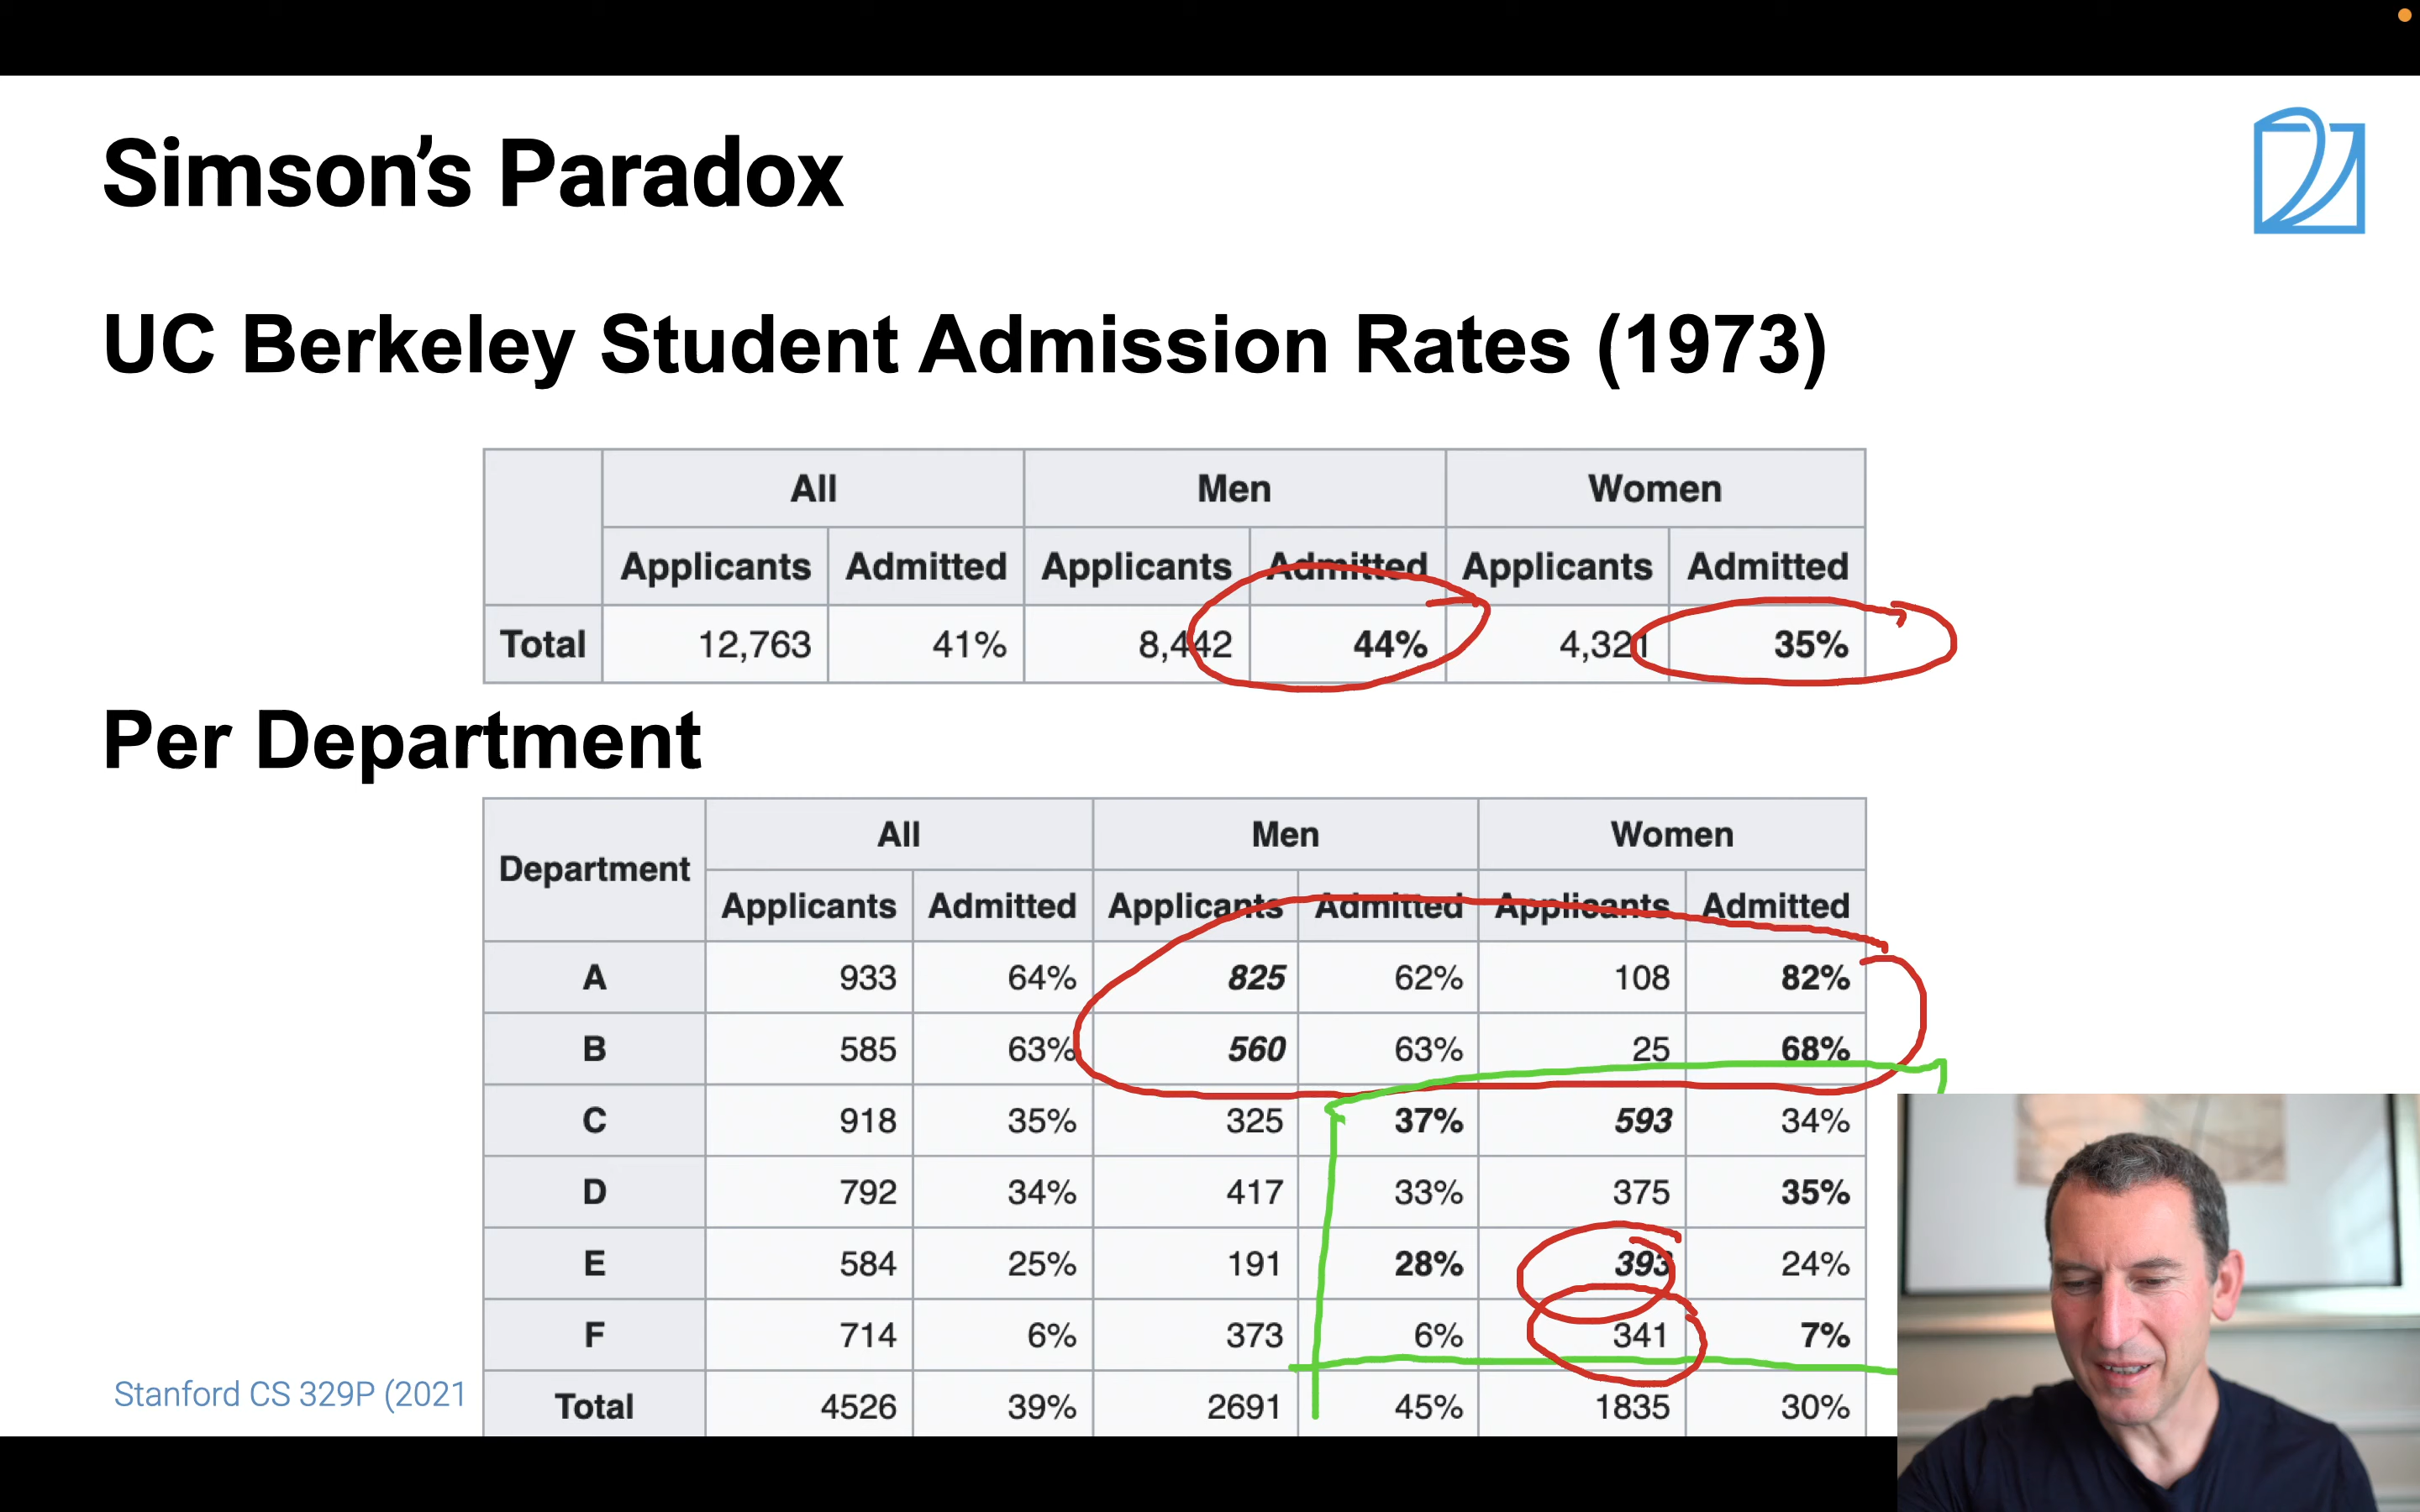 Simson’s Paradox
UC Berkeley Student Admission Rates (1973)
All Men Women
Applicants Admitted Applicants Admitted Applicants Admitted
Total 12,763 41% 8,442 44% 4,321 35%
Per Department
Department All Men Women
Applicants Admitted Applicants Admitted Applicants Admitted
A 933 64% 825 62% 108 82%
B 585 63% 560 63% 25 68%
C 918 35% 325 37% 593 34%
D 792 34% 417 33% 375 35%
E 584 25% 191 28% 393 24%
F 714 6% 373 6% 341 7%
Total 4526 39% 2691 45% 1835 30%
Stanford CS 329P (2021